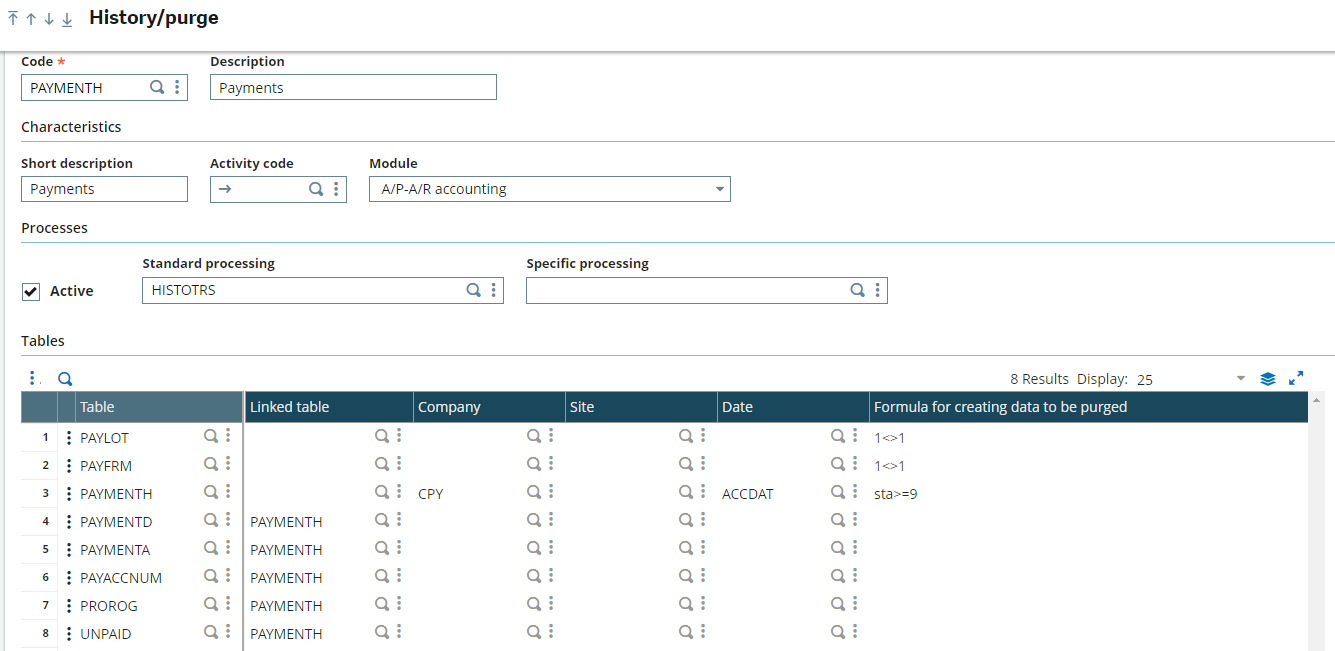 History/purge
Code * Description
PAYMENTH Payments
Characteristics
Short description Activity code Module
Payments A/P-A/R accounting
Processes
Standard processing Specific processing
Active HISTOTRS
Tables
8 Results Display: 25
Table Linked table Company Site Date Formula for creating data to be purged
1 PAYLOT 1<>1
2 PAYFRM 1<>1
3 PAYMENTH CPY ACCDAT sta>=9
4 PAYMENTD PAYMENTH
5 PAYMENTA PAYMENTH
6 PAYACCNUM PAYMENTH
7 PROROG PAYMENTH
8 UNPAID PAYMENTH